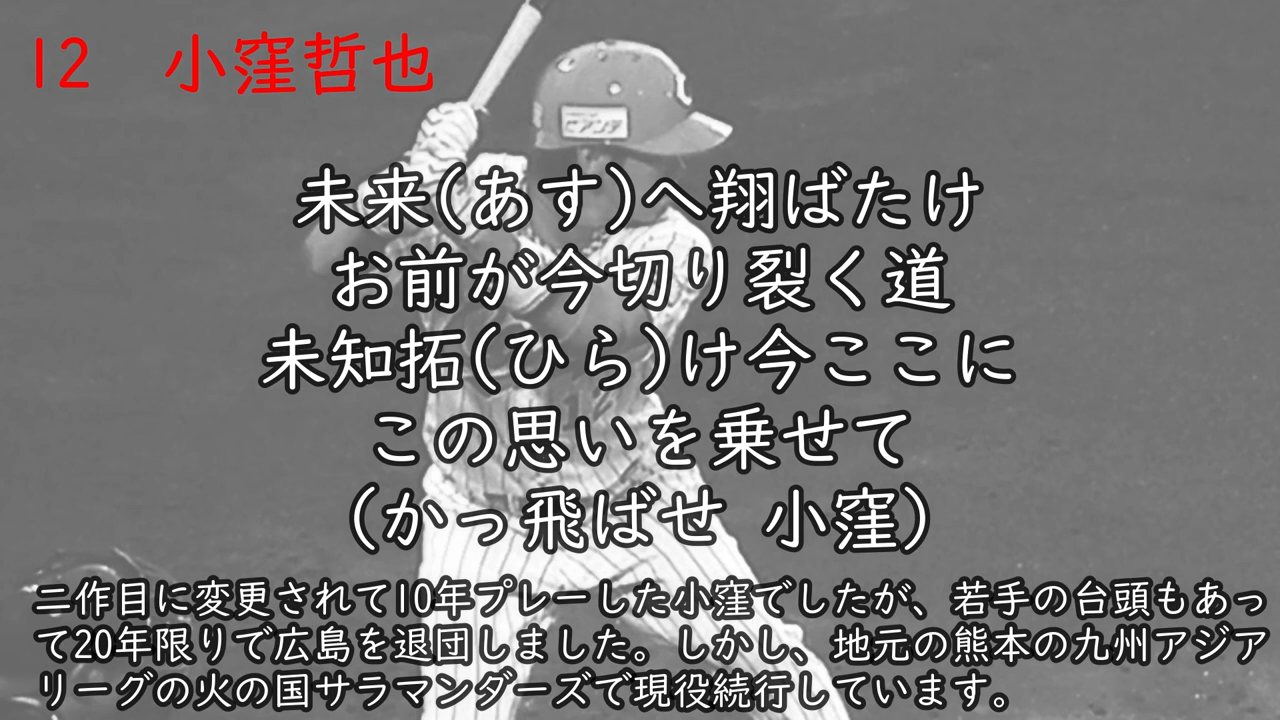 12 小窪哲也
ピアンテ
未来(あす)へ翔ばたけ
お前が今切り裂く道
未知拓(ひら)け今ここに
この思いを乗せて
(かっ飛ばせ 小窪)
二作目に変更されて10年プレーした小窪でしたが、若手の台頭もあっ
て20年限りで広島を退団しました。しかし、地元の熊本の九州アジア
リーグの火の国サラマンダーズで現役続行しています。